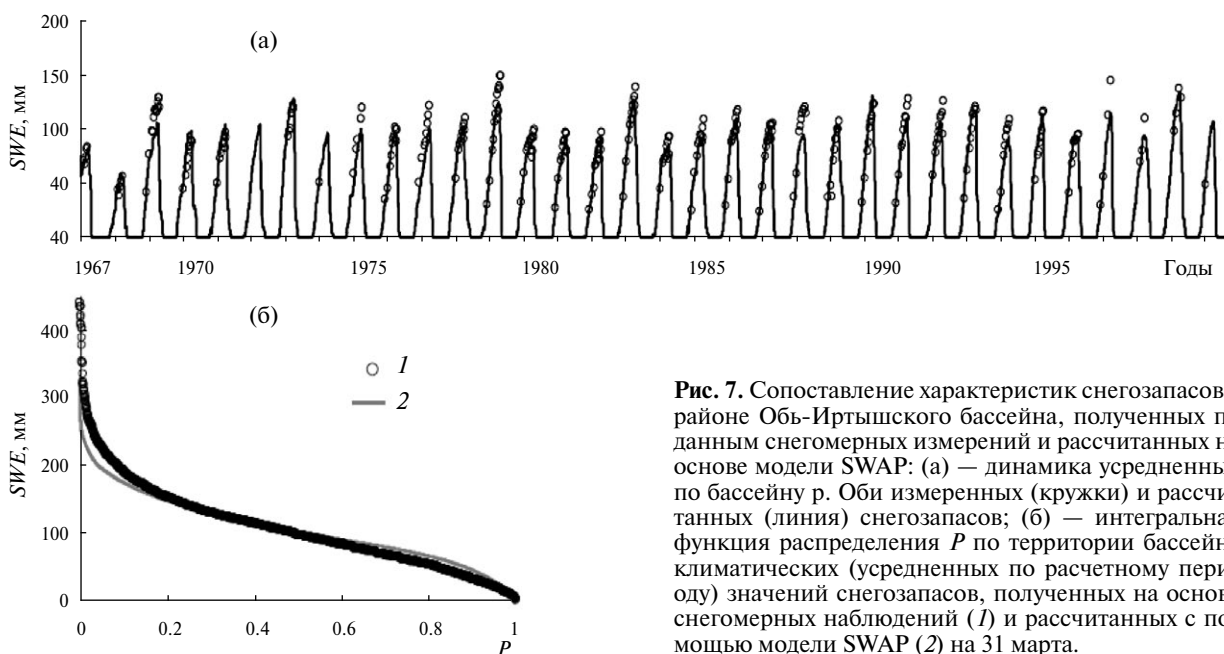 200
(а)
150
100
40
40
SWE, мм
1967 1970 1975 1980 1985 1990 1995 Годы
(б)
400
300
200
100
0
SWE, мм
1
2
0 0.2 0.4 0.6 0.8 1
P
Рис. 7. Сопоставление характеристик снегозапасов
районе Обь-Иртышского бассейна, полученных п
данным снегомерных измерений и рассчитанных н
основе модели SWAP: (а) — динамика усредненны
по бассейну р. Оби измеренных (кружки) и рассчи
танных (линия) снегозапасов; (б) — интегральна
функция распределения P по территории бассейн
климатических (усредненных по расчетному пери
оду) значений снегозапасов, полученных на основ
снегомерных наблюдений (1) и рассчитанных с по
мощью модели SWAP (2) на 31 марта.